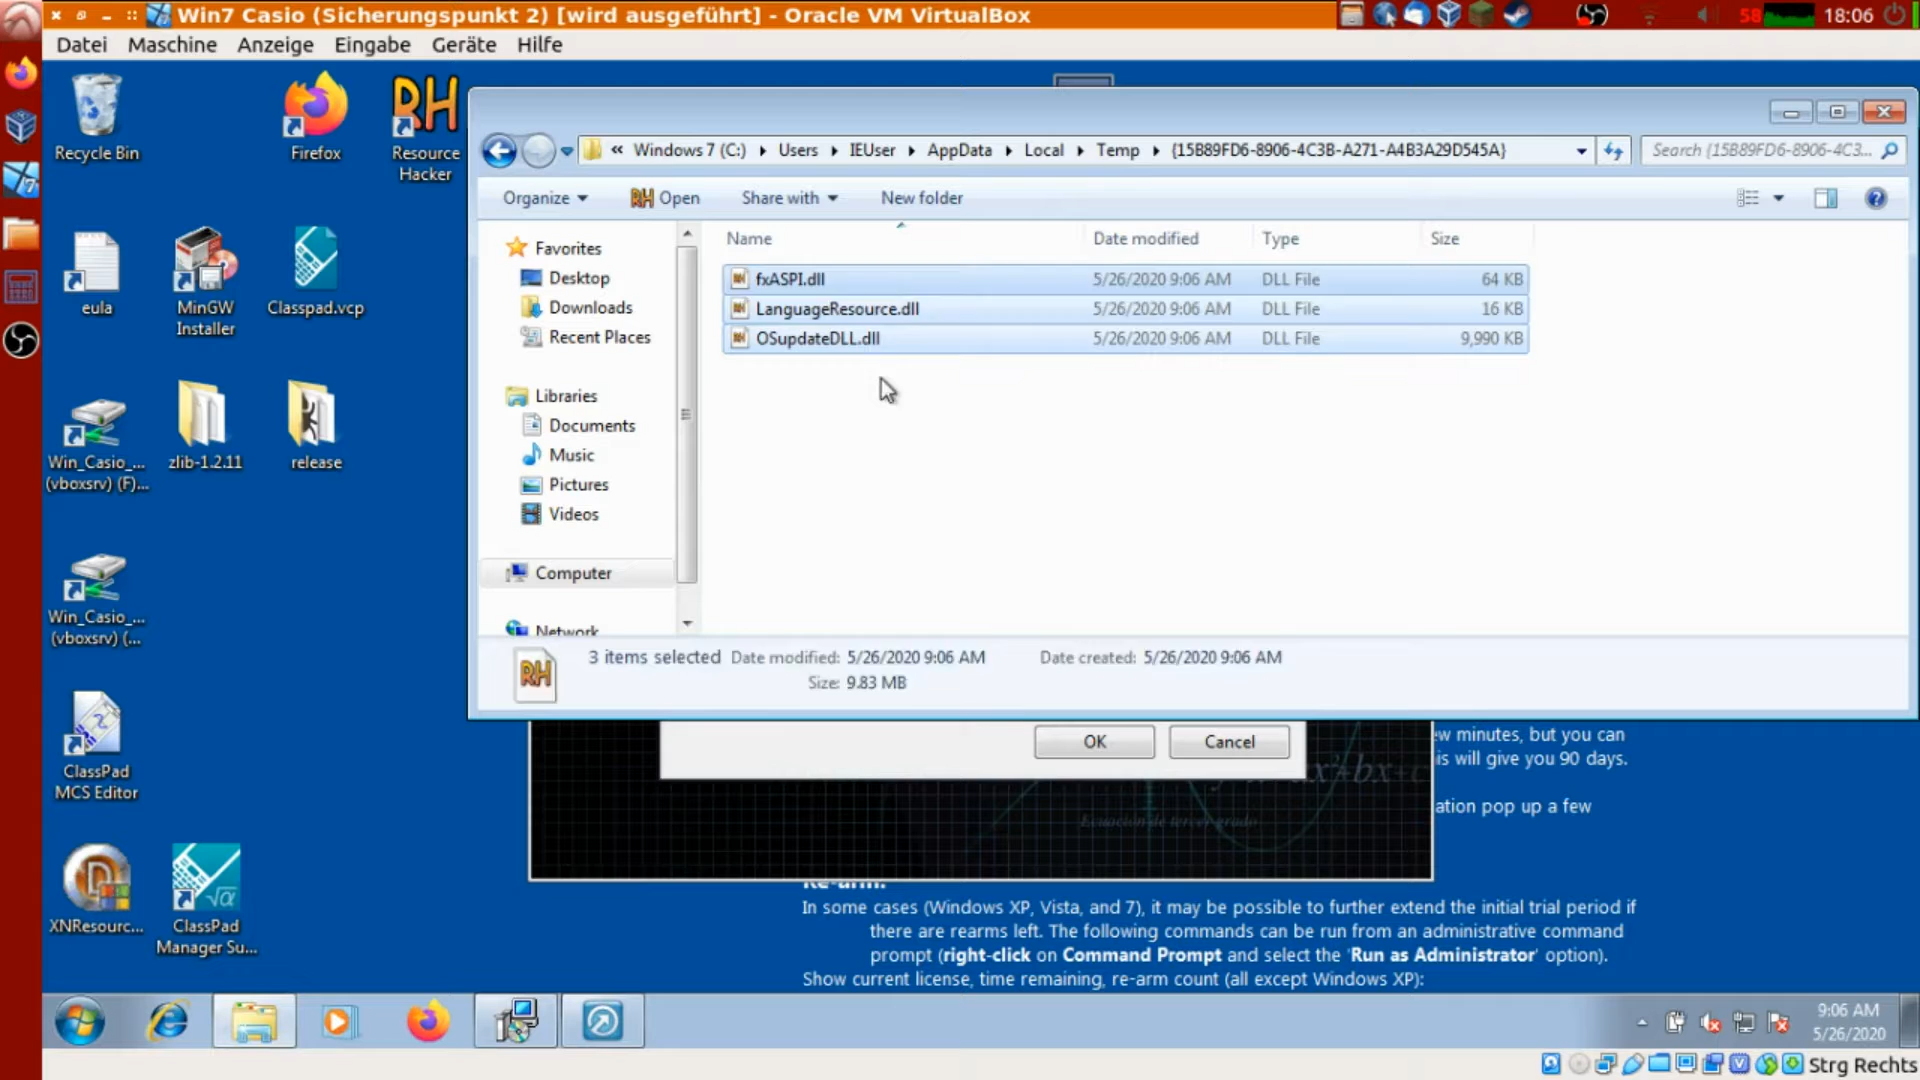 Win7 Casio (Sicherungspunkt 2) [wird ausgeführt] - Oracle VM VirtualBox
58
18:06
Datei Maschine Anzeige Eingabe Geräte Hilfe
Recycle Bin
Firefox
RH
Resource
Hacker
eula
MinGW
Installer
Classpad.vcp
Win_Casio_...
(vboxsrv) (F)...
zlib-1.2.11
release
Win_Casio_...
(vboxsrv) (...
ClassPad
MCS Editor
XNResourc...
ClassPad
Manager Su...
« Windows 7 (C:) Users IEUser AppData Local Temp {15B89FD6-8906-4C3B-A271-A4B3A29D545A}
Search {15B89FD6-8906-4C3...
Organize
RH Open
Share with
New folder
Favorites
Desktop
Downloads
Recent Places
Libraries
Documents
Music
Pictures
Videos
Computer
Network
Name Date modified Type Size
fxASPI.dll 5/26/2020 9:06 AM DLL File 64 KB
LanguageResource.dll 5/26/2020 9:06 AM DLL File 16 KB
OSupdateDLL.dll 5/26/2020 9:06 AM DLL File 9,990 KB
RH
3 items selected Date modified: 5/26/2020 9:06 AM Date created: 5/26/2020 9:06 AM
Size: 9.83 MB
OK Cancel
Ecuación de tercer grado
ew minutes, but you can
is will give you 90 days.
ation pop up a few
Re-arm:
In some cases (Windows XP, Vista, and 7), it may be possible to further extend the initial trial period if
there are rearms left. The following commands can be run from an administrative command
prompt (right-click on Command Prompt and select the 'Run as Administrator' option).
Show current license, time remaining, re-arm count (all except Windows XP):
9:06 AM
5/26/2020
Strg Rechts